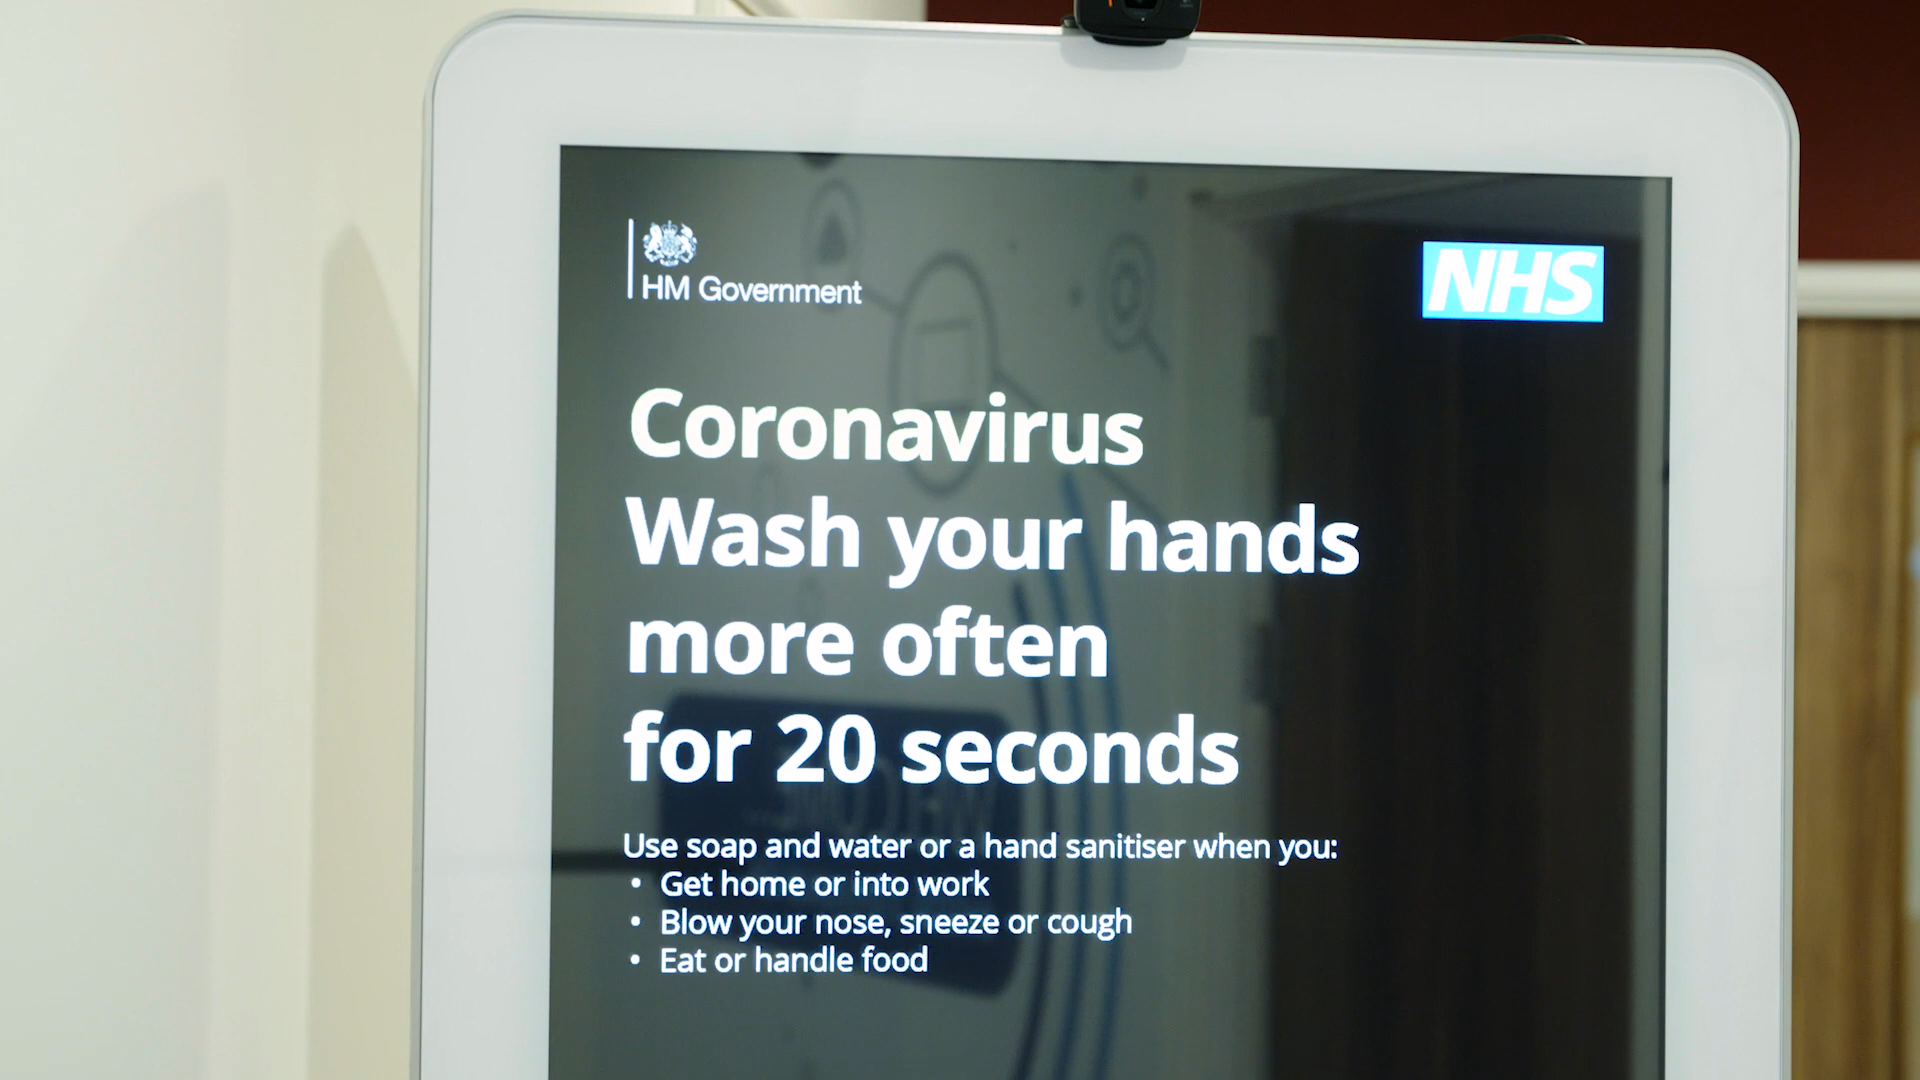 HM Government
NHS
Coronavirus
Wash your hands
more often
for 20 seconds
Use soap and water or a hand sanitiser when you:
• Get home or into work
• Blow your nose, sneeze or cough
• Eat or handle food